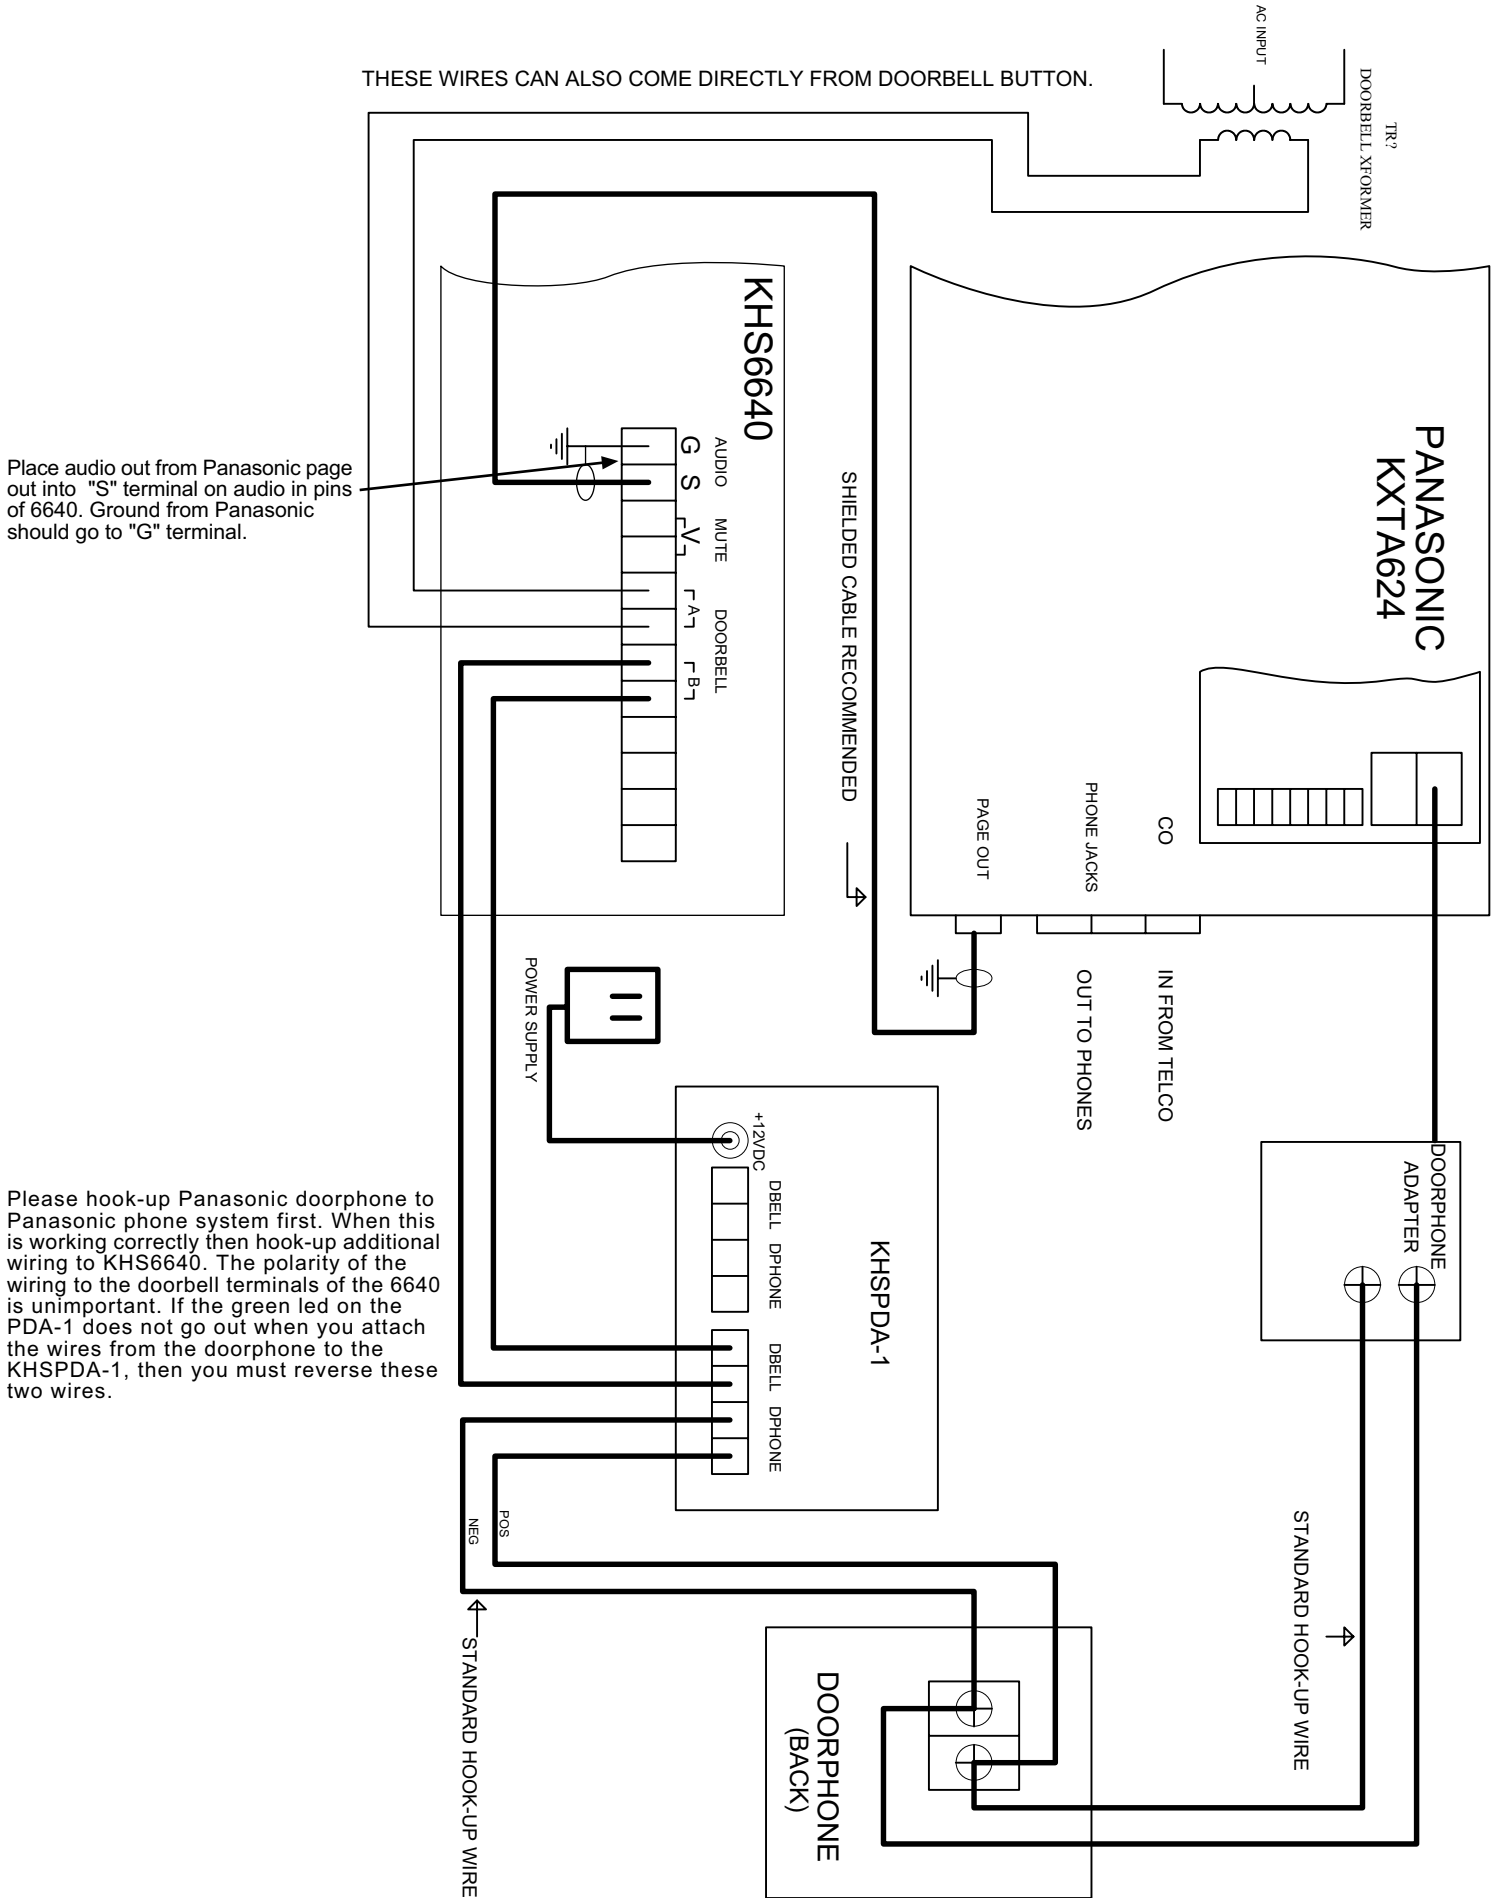 AC INPUT
TR?
DOORBELL XFORMER
THESE WIRES CAN ALSO COME DIRECTLY FROM DOORBELL BUTTON.
PANASONIC
KXTA624
KHS6640
AUDIO
G
S
MUTE
V
DOORBELL
A
B
Place audio out from Panasonic page
out into "S" terminal on audio in pins
of 6640. Ground from Panasonic
should go to "G" terminal.
SHIELDED CABLE RECOMMENDED
PAGE OUT
PHONE JACKS
CO
OUT TO PHONES
IN FROM TELCO
POWER SUPPLY
DOORPHONE
ADAPTER
KHSPDA-1
+12VDC
DBELL
DPHONE
DBELL
DPHONE
Please hook-up Panasonic doorphone to
Panasonic phone system first. When this
is working correctly then hook-up additional
wiring to KHS6640. The polarity of the
wiring to the doorbell terminals of the 6640
is unimportant. If the green led on the
PDA-1 does not go out when you attach
the wires from the doorphone to the
KHSPDA-1, then you must reverse these
two wires.
POS
NEG
STANDARD HOOK-UP WIRE
STANDARD HOOK-UP WIRE
DOORPHONE
(BACK)